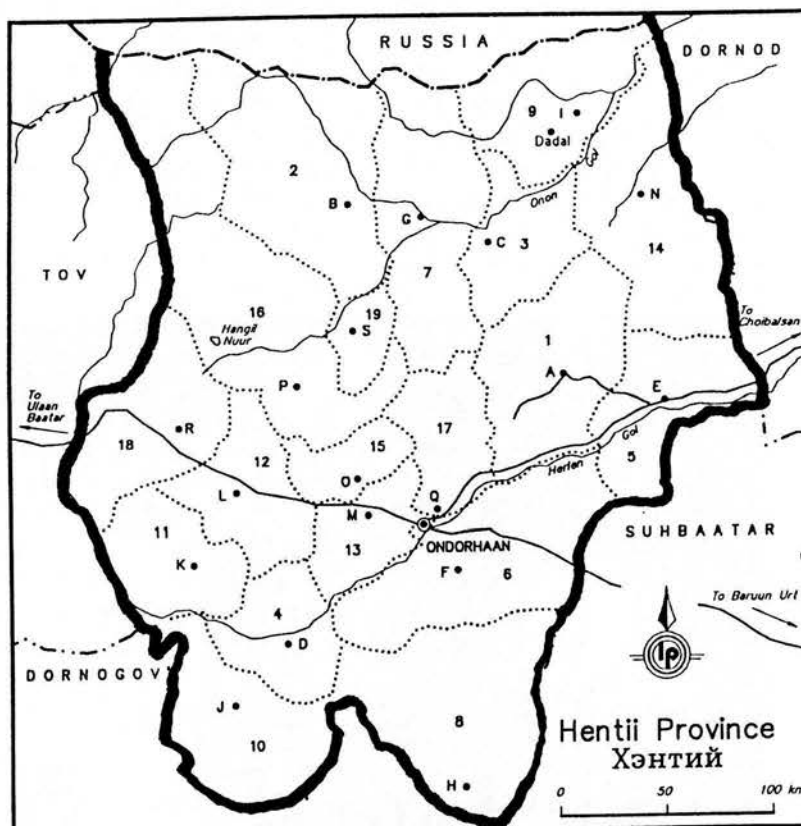 RUSSIA
DORNOD
9
I
Dadal
2
B
N
Onon
G
C
3
14
TOV
7
16
19
Hangil
Nuur
S
1
To
Choibalsan
A
P
E
To
Ulaan
Baatar
R
Gol
18
17
15
12
Herlen
5
O
L
Q
M
11
ONDORHAAN
SUHBAATAR
13
K
F
6
To Baruun Urt
4
D
lp
DORNOGOV'
J
8
10
Hentii Province
Хэнтий
H
0 50 100 km